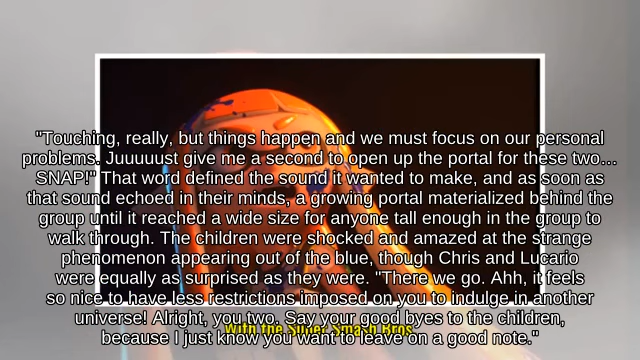 "Touching, really, but things happen and we must focus on our personal
problems. Juuuuust give me a second to open up the portal for these two...
SNAP!" That word defined the sound it wanted to make, and as soon as
that sound echoed in their minds, a growing portal materialized behind the
group until it reached a wide size for anyone tall enough in the group to
walk through. The children were shocked and amazed at the strange
phenomenon appearing out of the blue, though Chris and Lucario
were equally as surprised as they were. "There we go. Ahh, it feels
so nice to have less restrictions imposed on you to indulge in another
universe! Alright, you two. Say your good byes to the children,
With the Super Smash Bros
because I just know you want to leave on a good note."